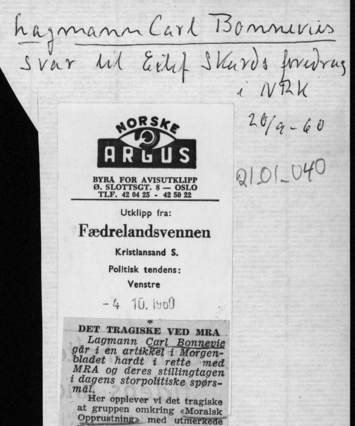 Lagmann Carl Bonnevies
svar til Eilif Skards foredrag
i NRK
20/9-60
21.01-040
NORSKE
ARGUS
BYRÅ FOR AVISUTKLIPP
Ø. SLOTTSGT. 8 — OSLO
TLF. 42 04 25 - 42 50 22
Utklipp fra:
Fædrelandsvennen
Kristiansand S.
Politisk tendens:
Venstre
- 4 10. 1960
DET TRAGISKE VED MRA
Lagmann Carl Bonnevie
går i en artikkel i Morgen-
bladet hardt i rette med
MRA og deres stillingtagen
i dagens storpolitiske spørs-
mål.
Her opplever vi det tragiske
at gruppen omkring «Moralsk
Opprustning» med utmerkede